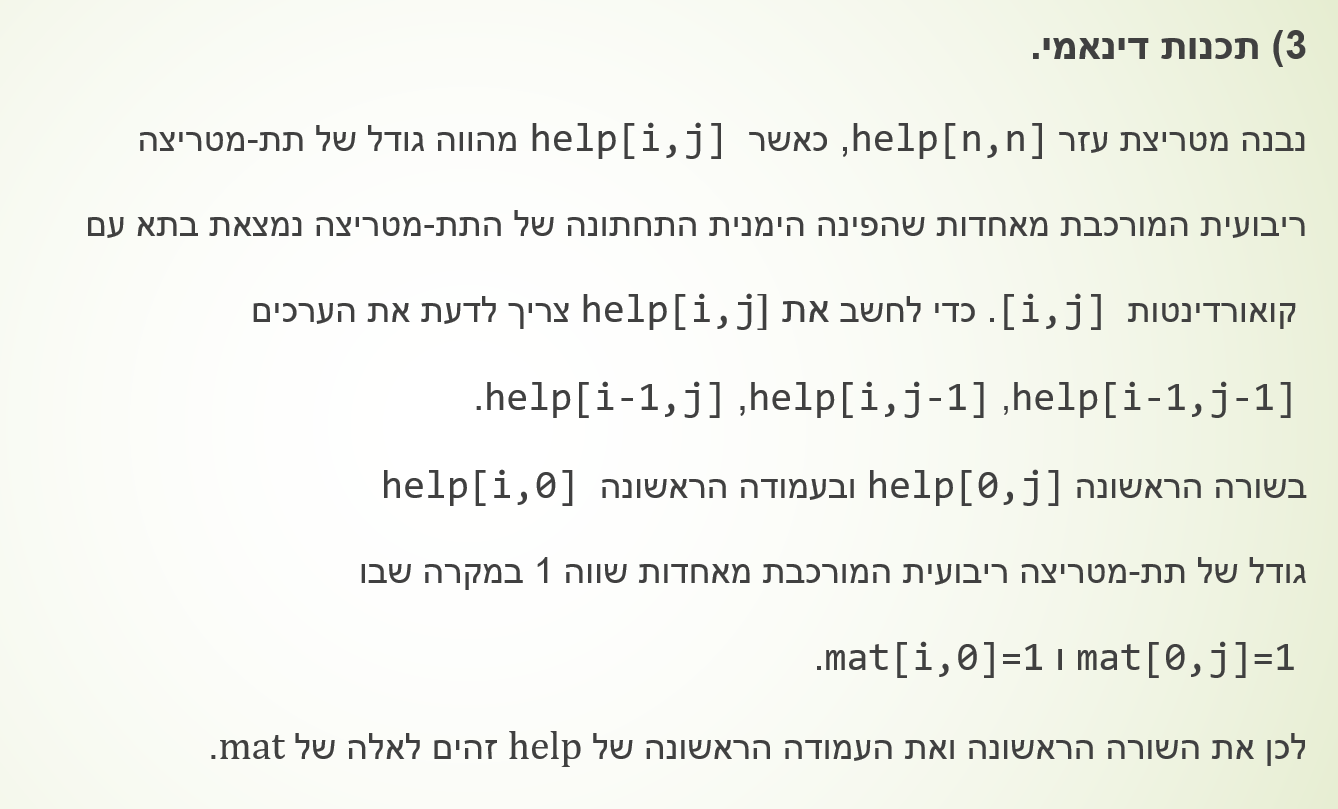 3) תכנות דינאמי.
נבנה מטריצת עזר help[n,n], כאשר help[i,j] מהווה גודל של תת-מטריצה
ריבועית המורכבת מאחדות שהפינה הימנית התחתונה של התת-מטריצה נמצאת בתא עם
קואורדינטות [i,j]. כדי לחשב את help[i,j] צריך לדעת את הערכים
help[i-1,j-1], help[i,j-1], help[i-1,j].
בשורה הראשונה help[0,j] ובעמודה הראשונה help[i,0]
גודל של תת-מטריצה ריבועית המורכבת מאחדות שווה 1 במקרה שבו
mat[0,j]=1 ו mat[i,0]=1.
לכן את השורה הראשונה ואת העמודה הראשונה של help זהים לאלה של mat.